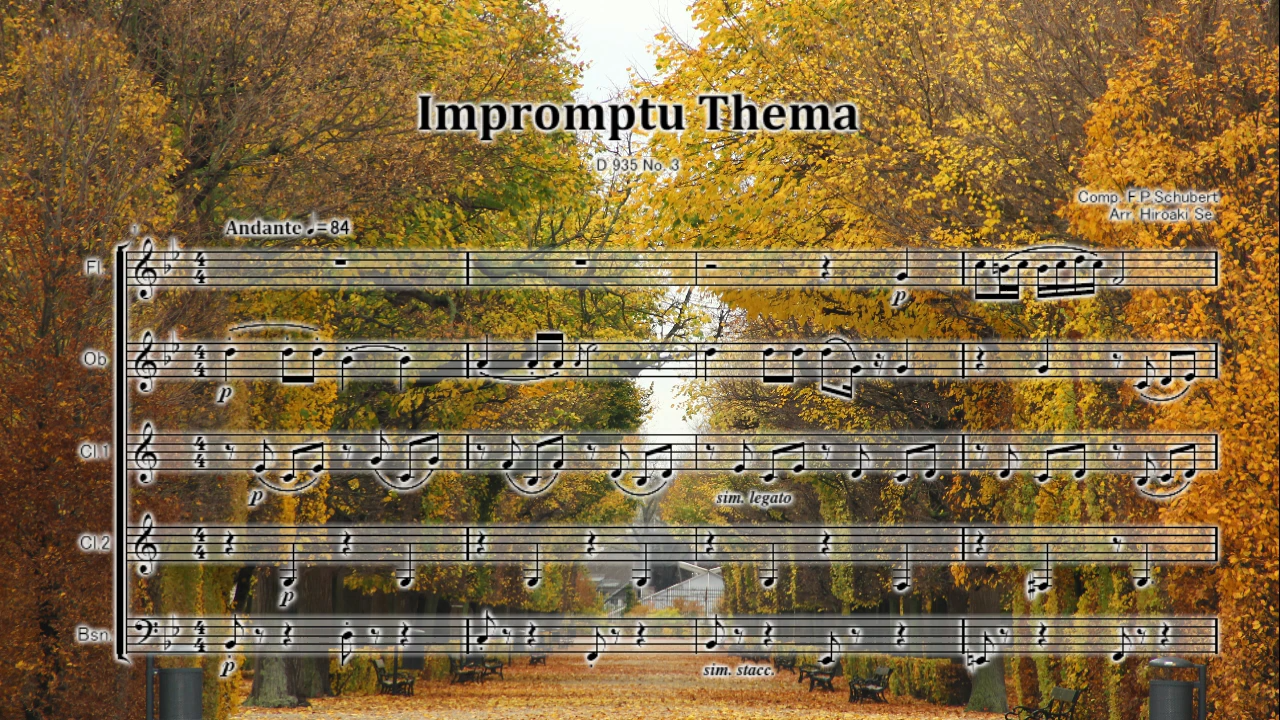 Impromptu Thema
D 935 No. 3
Comp. F P Schubert
Arr. Hiroaki Se
Andante ♩=84
Fl.
p
Ob
p
Cl.1
p
sim. legato
Cl.2
p
Bsn.
p
sim. stacc.